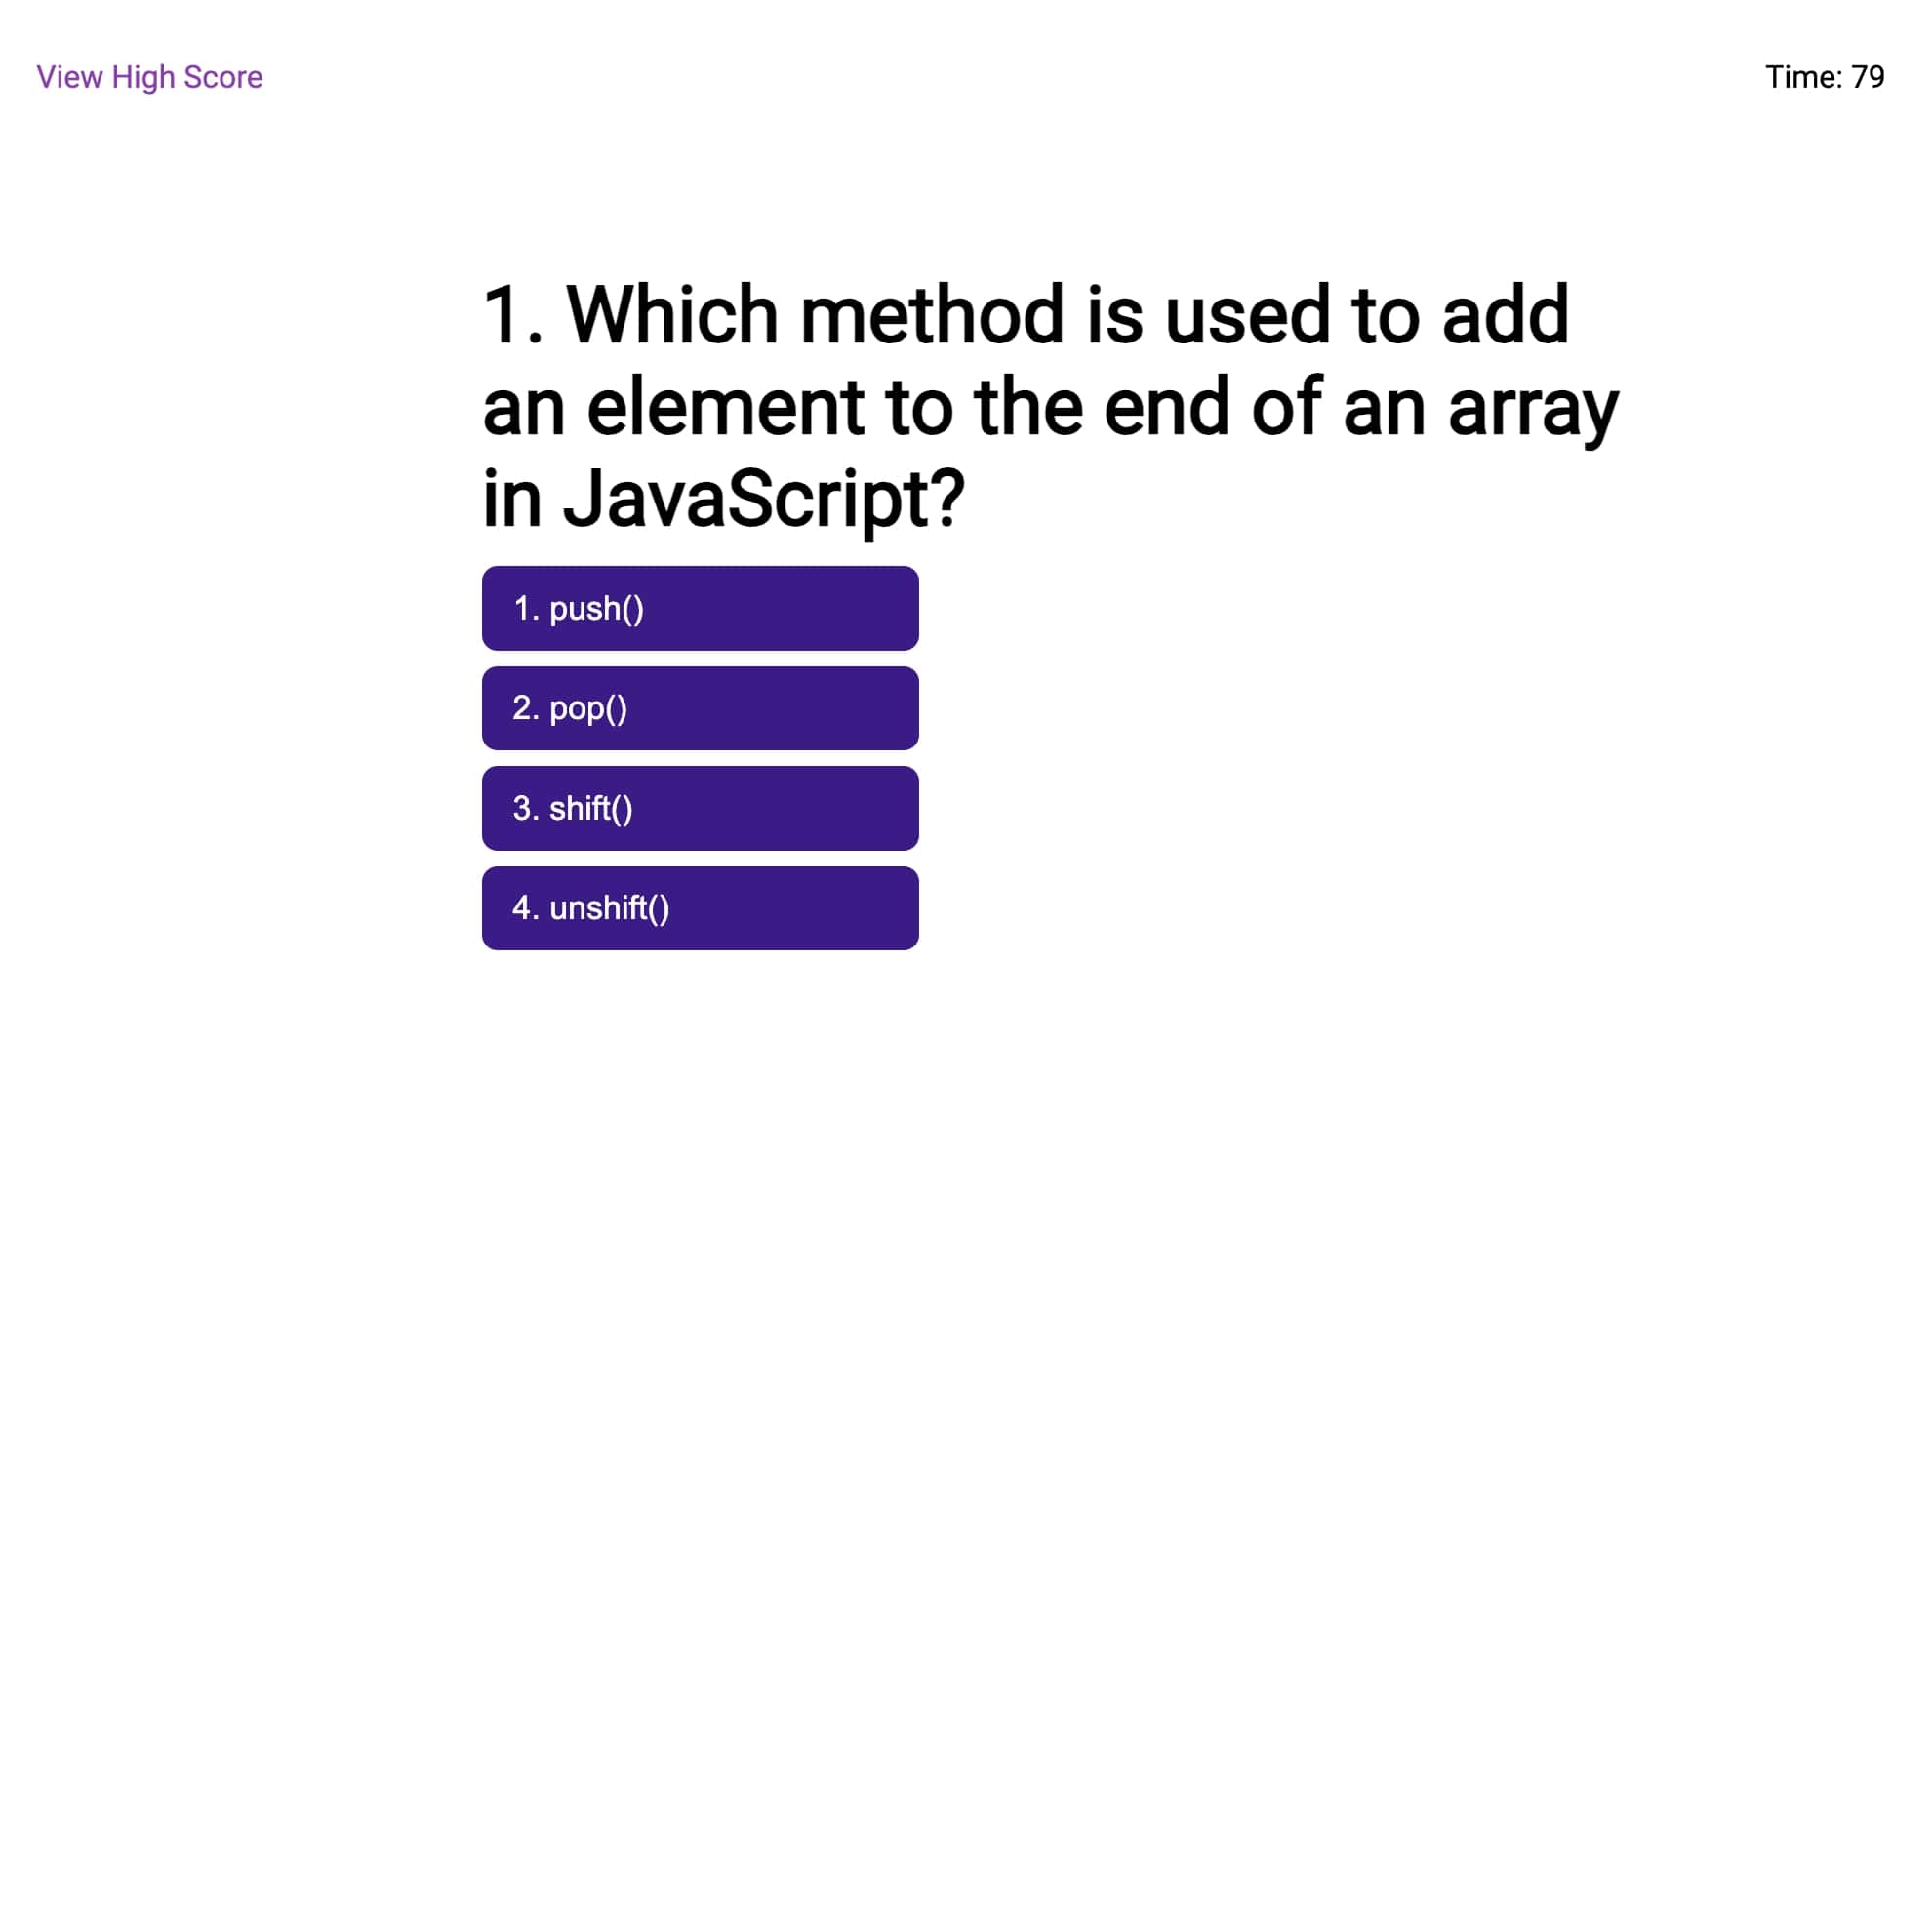 View High Score
Time: 79
1. Which method is used to add
an element to the end of an array
in JavaScript?
1. push()
2. pop()
3. shift()
4. unshift()